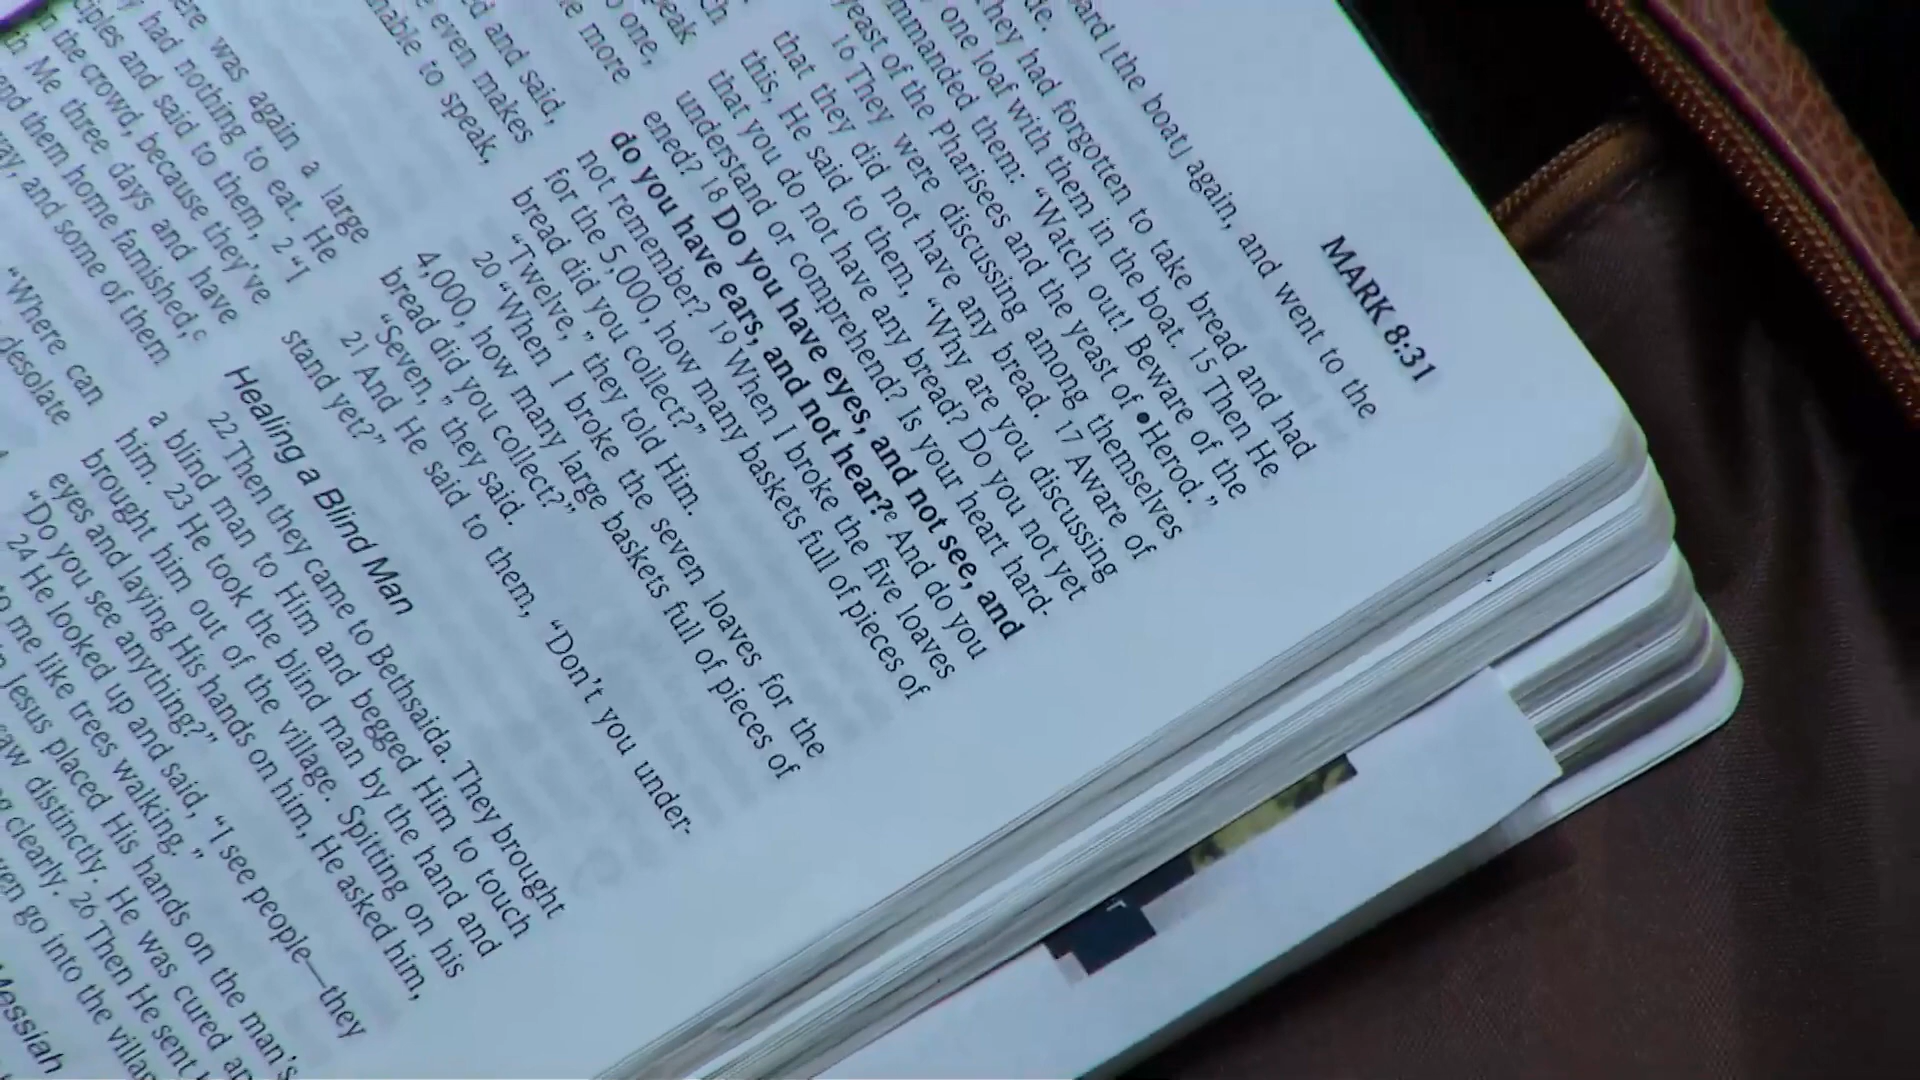 MARK 8:31
speak
one,
more
and said,
even makes
to speak,
was again a large
had nothing to eat. He
and said to them, 2 “I
the crowd, because they’ve
Me three days and have
them home famished,c
and some of them
“Where can
desolate
⌊the boat⌋ again, and went to the
They had forgotten to take bread and had
one loaf with them in the boat. 15 Then He
them: “Watch out! Beware of the
yeast of the Pharisees and the yeast of •Herod.”
16 They were discussing among themselves
that they did not have any bread. 17 Aware of
this, He said to them, “Why are you discussing
that you do not have any bread? Do you not yet
understand or comprehend? Is your heart hard-
ened? 18 Do you have eyes, and not see, and
do you have ears, and not hear?e And do you
not remember? 19 When I broke the five loaves
for the 5,000, how many baskets full of pieces of
bread did you collect?”
“Twelve,” they told Him.
20 “When I broke the seven loaves for the
4,000, how many large baskets full of pieces of
bread did you collect?”
“Seven,” they said.
21 And He said to them, “Don’t you under-
stand yet?”
Healing a Blind Man
22 Then they came to Bethsaida. They brought
a blind man to Him and begged Him to touch
him. 23 He took the blind man by the hand and
brought him out of the village. Spitting on his
eyes and laying His hands on him, He asked him,
“Do you see anything?”
24 He looked up and said, “I see people—they
to me like trees walking.”
Jesus placed His hands on the man’s
saw distinctly. He was cured
clearly. 26 Then He sent
go into the
Messiah